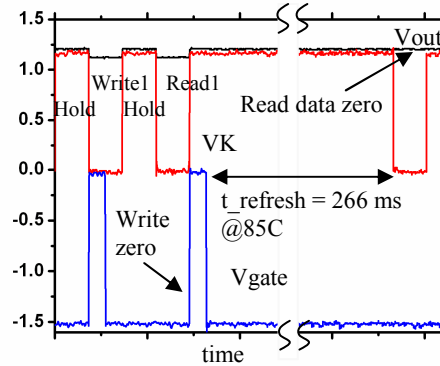 1.5
1.0
0.5
0.0
-0.5
-1.0
-1.5
Vout
Write1 Read1
Hold Hold
Read data zero
VK
t_refresh = 266 ms
@85C
Write
zero
Vgate
time